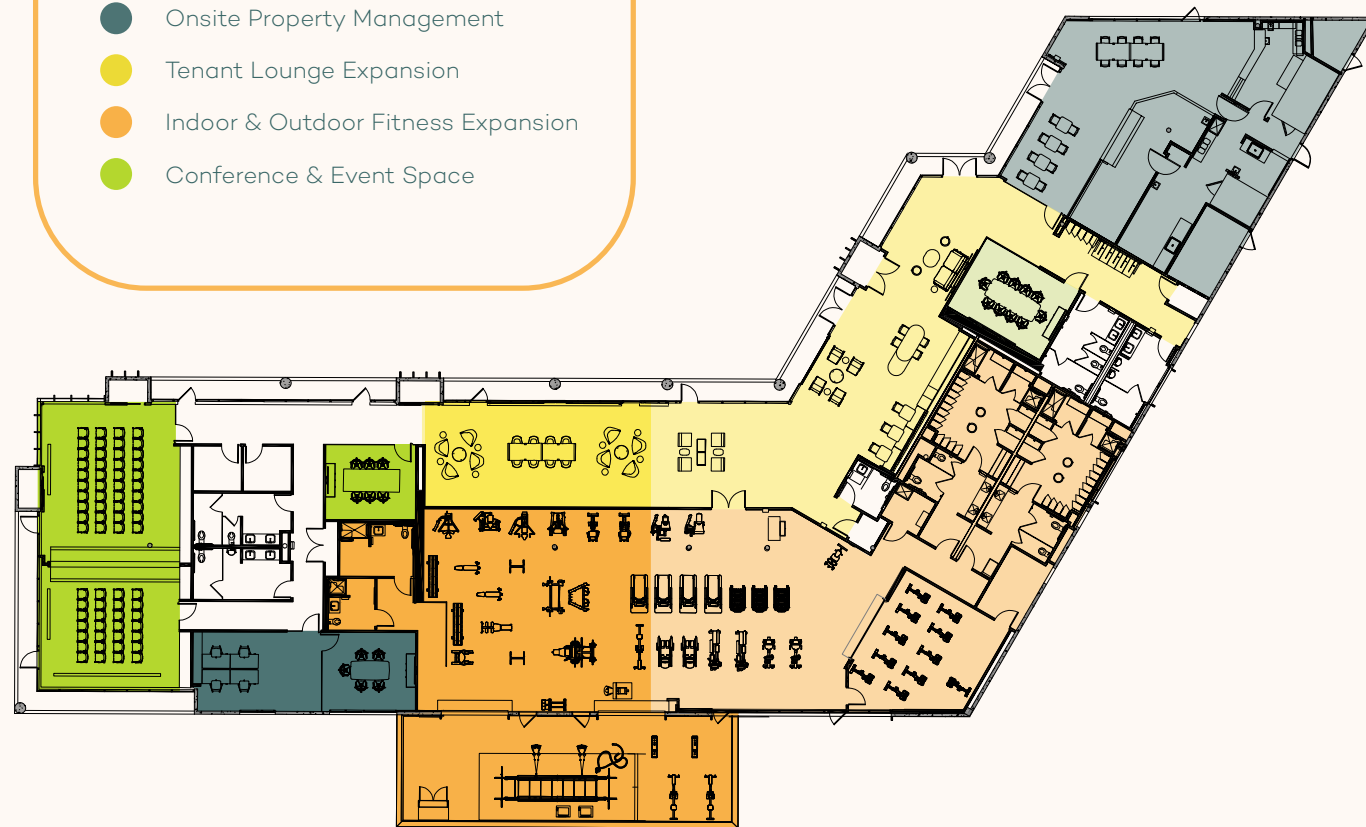 Onsite Property Management
Tenant Lounge Expansion
Indoor & Outdoor Fitness Expansion
Conference & Event Space